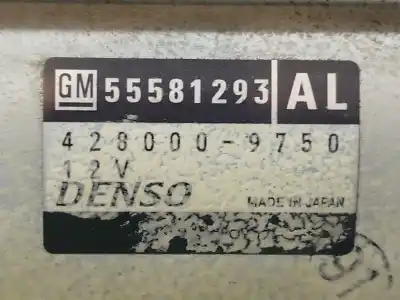 GM 55581293 AL
428000-9750
12V
DENSO MADE IN JAPAN